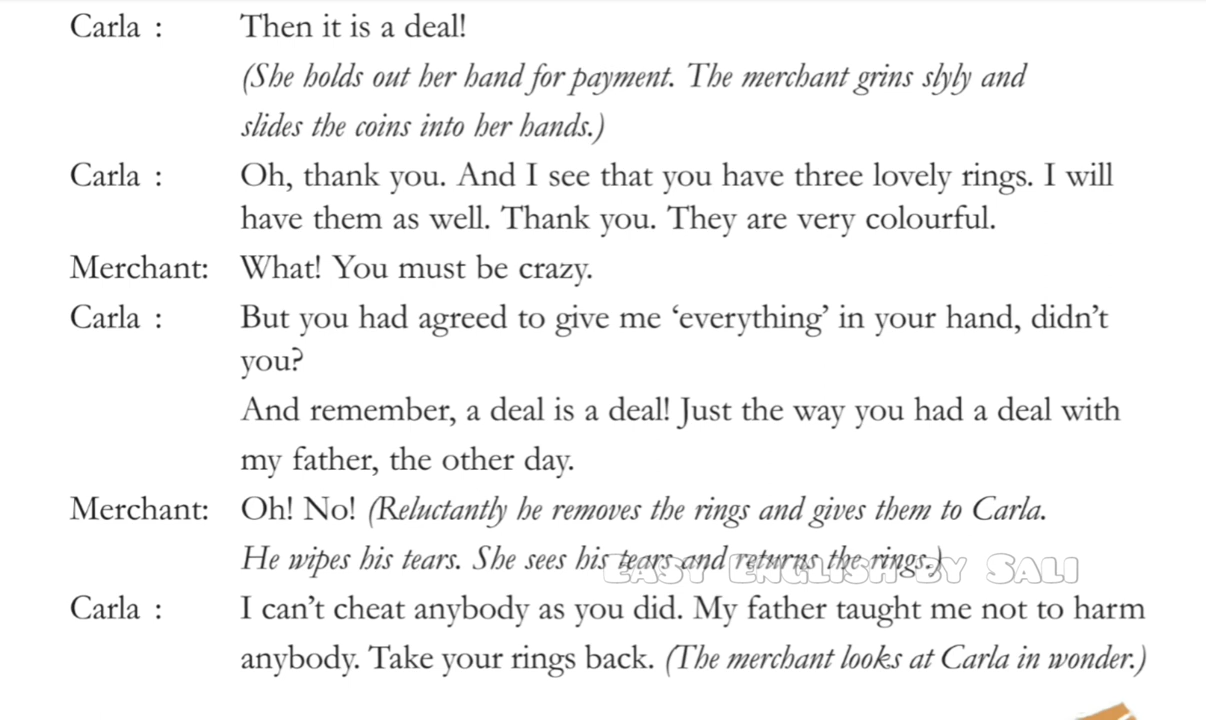 Carla : Then it is a deal!
(She holds out her hand for payment. The merchant grins slyly and
slides the coins into her hands.)
Carla : Oh, thank you. And I see that you have three lovely rings. I will
have them as well. Thank you. They are very colourful.
Merchant: What! You must be crazy.
Carla : But you had agreed to give me ‘everything’ in your hand, didn’t
you?
And remember, a deal is a deal! Just the way you had a deal with
my father, the other day.
Merchant: Oh! No! (Reluctantly he removes the rings and gives them to Carla.
He wipes his tears. She sees his tears and returns the rings.)
Easy English by Sali
Carla : I can’t cheat anybody as you did. My father taught me not to harm
anybody. Take your rings back. (The merchant looks at Carla in wonder.)